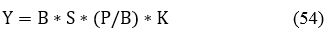 Y = B * S * (P/B) * K (54)